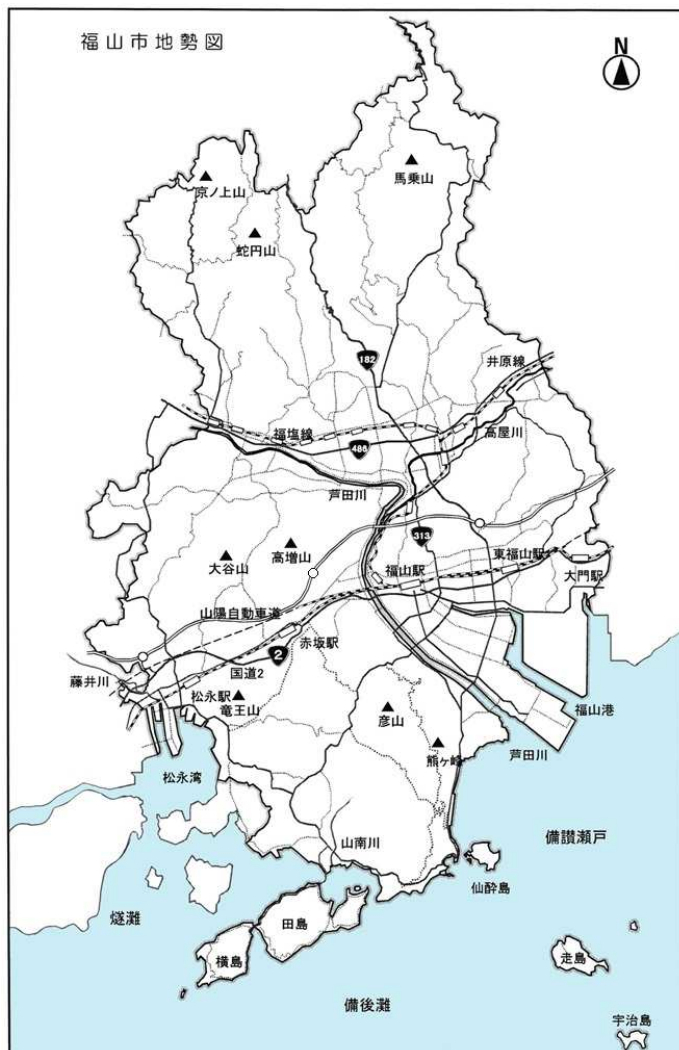 福山市地勢図
N
馬乗山
京ノ上山
蛇円山
182
井原線
福塩線
高屋川
486
芦田川
313
高増山
大谷山
東福山駅
福山駅
大門駅
山陽自動車道
赤坂駅
2
国道2
藤井川
松永駅
竜王山
彦山
福山港
熊ヶ峰
芦田川
松永湾
山南川
備讃瀬戸
仙酔島
燧灘
田島
横島
走島
備後灘
宇治島